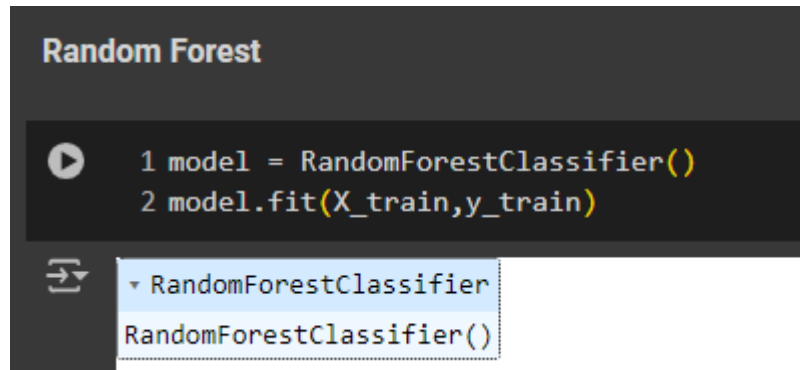 Random Forest
1 model = RandomForestClassifier()
2 model.fit(X_train,y_train)
RandomForestClassifier
RandomForestClassifier()